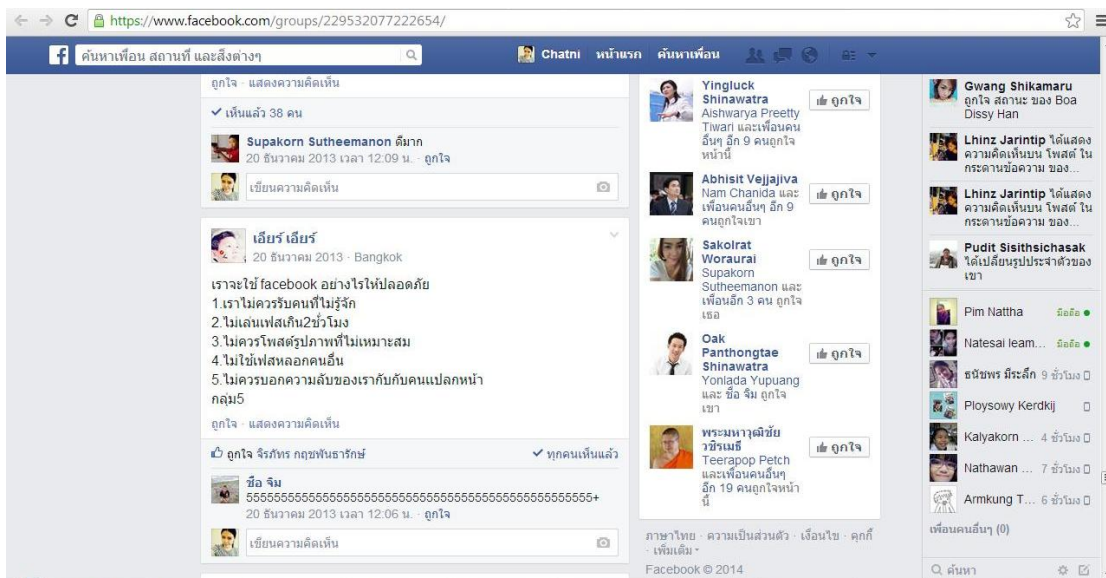 https://www.facebook.com/groups/229532077222654/
ค้นหาเพื่อน สถานที่ และสิ่งต่างๆ
Chatni หน้าแรก ค้นหาเพื่อน
ถูกใจ · แสดงความคิดเห็น
เห็นแล้ว 38 คน
Supakorn Sutheemanon ดีมาก
20 ธันวาคม 2013 เวลา 12:09 น. · ถูกใจ
เขียนความคิดเห็น
เฮียร์ เฮียร์
20 ธันวาคม 2013 · Bangkok
เราจะใช้ facebook อย่างไรให้ปลอดภัย
1.เราไม่ควรรับคนที่ไม่รู้จัก
2.ไม่เล่นเฟสเกิน2ชั่วโมง
3.ไม่ควรโพสต์รูปภาพที่ไม่เหมาะสม
4.ไม่ใช้เฟสหลอกคนอื่น
5.ไม่ควรบอกความลับของเรากับกับคนแปลกหน้า
กลุ่ม5
ถูกใจ · แสดงความคิดเห็น
ถูกใจ จิรภัทร กฤชพันธารักษ์
ทุกคนเห็นแล้ว
ชื่อ จิม
20 ธันวาคม 2013 เวลา 12:06 น. · ถูกใจ
เขียนความคิดเห็น
Yingluck
Shinawatra
Aishwarya Preetty
Tiwari และเพื่อนคน
อื่นๆ อีก 9 คนถูกใจ
หน้านี้
ถูกใจ
Abhisit Vejjajiva
Nam Chanida และ
เพื่อนคนอื่นๆ อีก 9
คนถูกใจเขา
ถูกใจ
Sakolrat
Woraurai
Supakorn
Sutheemanon และ
เพื่อนอีก 3 คน ถูกใจ
เธอ
ถูกใจ
Oak
Panthongtae
Shinawatra
Yonlada Yupuang
และ ชื่อ จิม ถูกใจ
เขา
ถูกใจ
พระมหาวุฒิชัย
วชิรเมธี
Teerapop Petch
และเพื่อนคนอื่นๆ
อีก 19 คนถูกใจหน้า
นี้
ถูกใจ
ภาษาไทย · ความเป็นส่วนตัว · เงื่อนไข · คุกกี้
· เพิ่มเติม
Facebook © 2014
Gwang Shikamaru
ถูกใจ สถานะ ของ Boa
Dissy Han
Lhinz Jarintip ได้แสดง
ความคิดเห็นบน โพสต์ ใน
กระดานข้อความ ของ...
Lhinz Jarintip ได้แสดง
ความคิดเห็นบน โพสต์ ใน
กระดานข้อความ ของ...
Pudit Sisithsichasak
ได้เปลี่ยนรูปประจำตัวของ
เขา
Pim Nattha มือถือ
Natesai leam... มือถือ
ธนัชพร มีระลึก 9 ชั่วโมง
Ploysowy Kerdkij
Kalyakorn ... 4 ชั่วโมง
Nathawan ... 7 ชั่วโมง
Armkung T... 6 ชั่วโมง
เพื่อนคนอื่นๆ (0)
ค้นหา